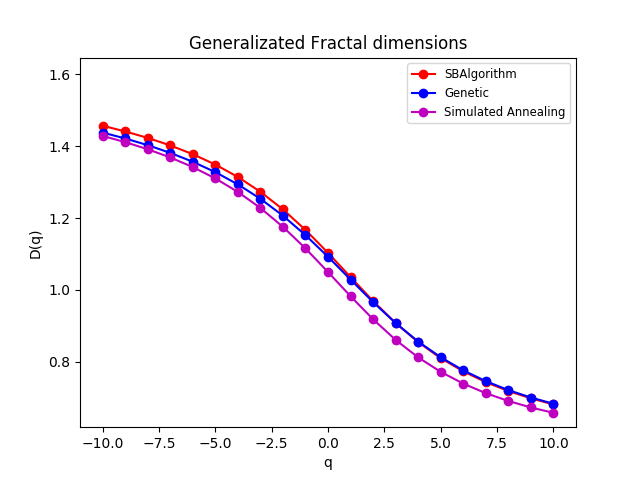 Generalizated Fractal dimensions
SBAlgorithm
Genetic
Simulated Annealing
D(q)
1.6
1.4
1.2
1.0
0.8
−10.0 −7.5 −5.0 −2.5 0.0 2.5 5.0 7.5 10.0
q